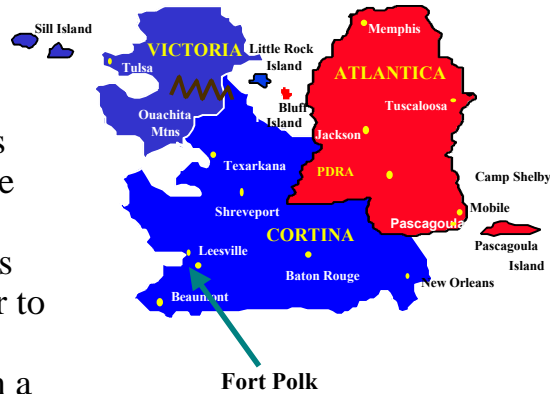 Sill Island
VICTORIA
Memphis
Little Rock
Island
Tulsa
ATLANTICA
Tuscaloosa
Bluff
Island
Ouachita
Mtns
Jackson
s
Texarkana
PDRA
e
Camp Shelby
Shreveport
Mobile
Pascagoula
CORTINA
Pascagoula
Island
Leesville
s
Baton Rouge
New Orleans
r to
Beaumont
Fort Polk
n a